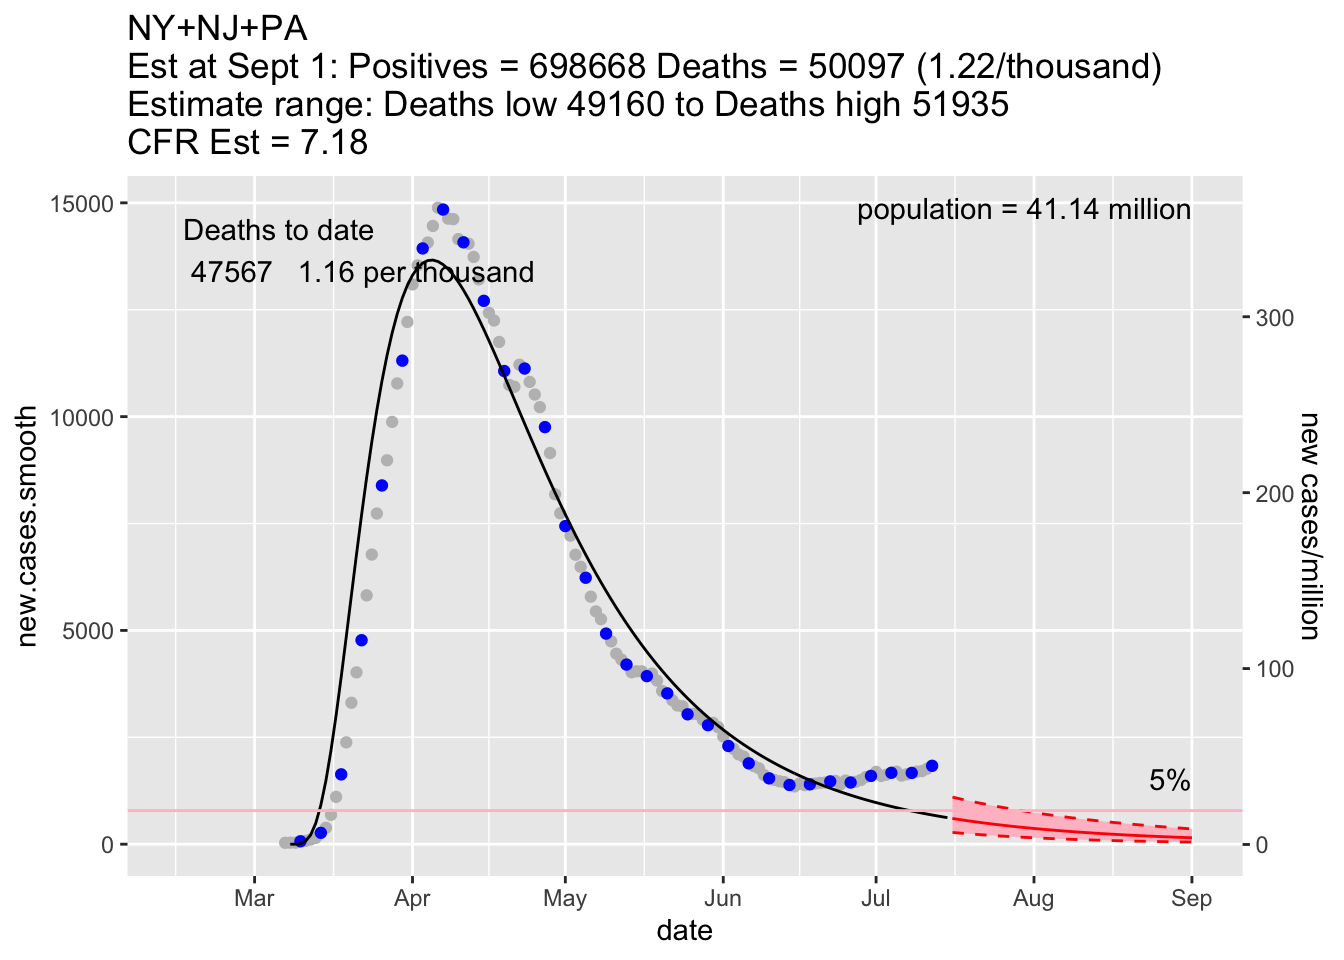 NY+NJ+PA
Est at Sept 1: Positives = 698668 Deaths = 50097 (1.22/thousand)
Estimate range: Deaths low 49160 to Deaths high 51935
CFR Est = 7.18
Deaths to date
47567 1.16 per thousand
population = 41.14 million
5%
new.cases.smooth
15000
10000
5000
0
new cases/million
300
200
100
0
Mar Apr May Jun Jul Aug Sep
date